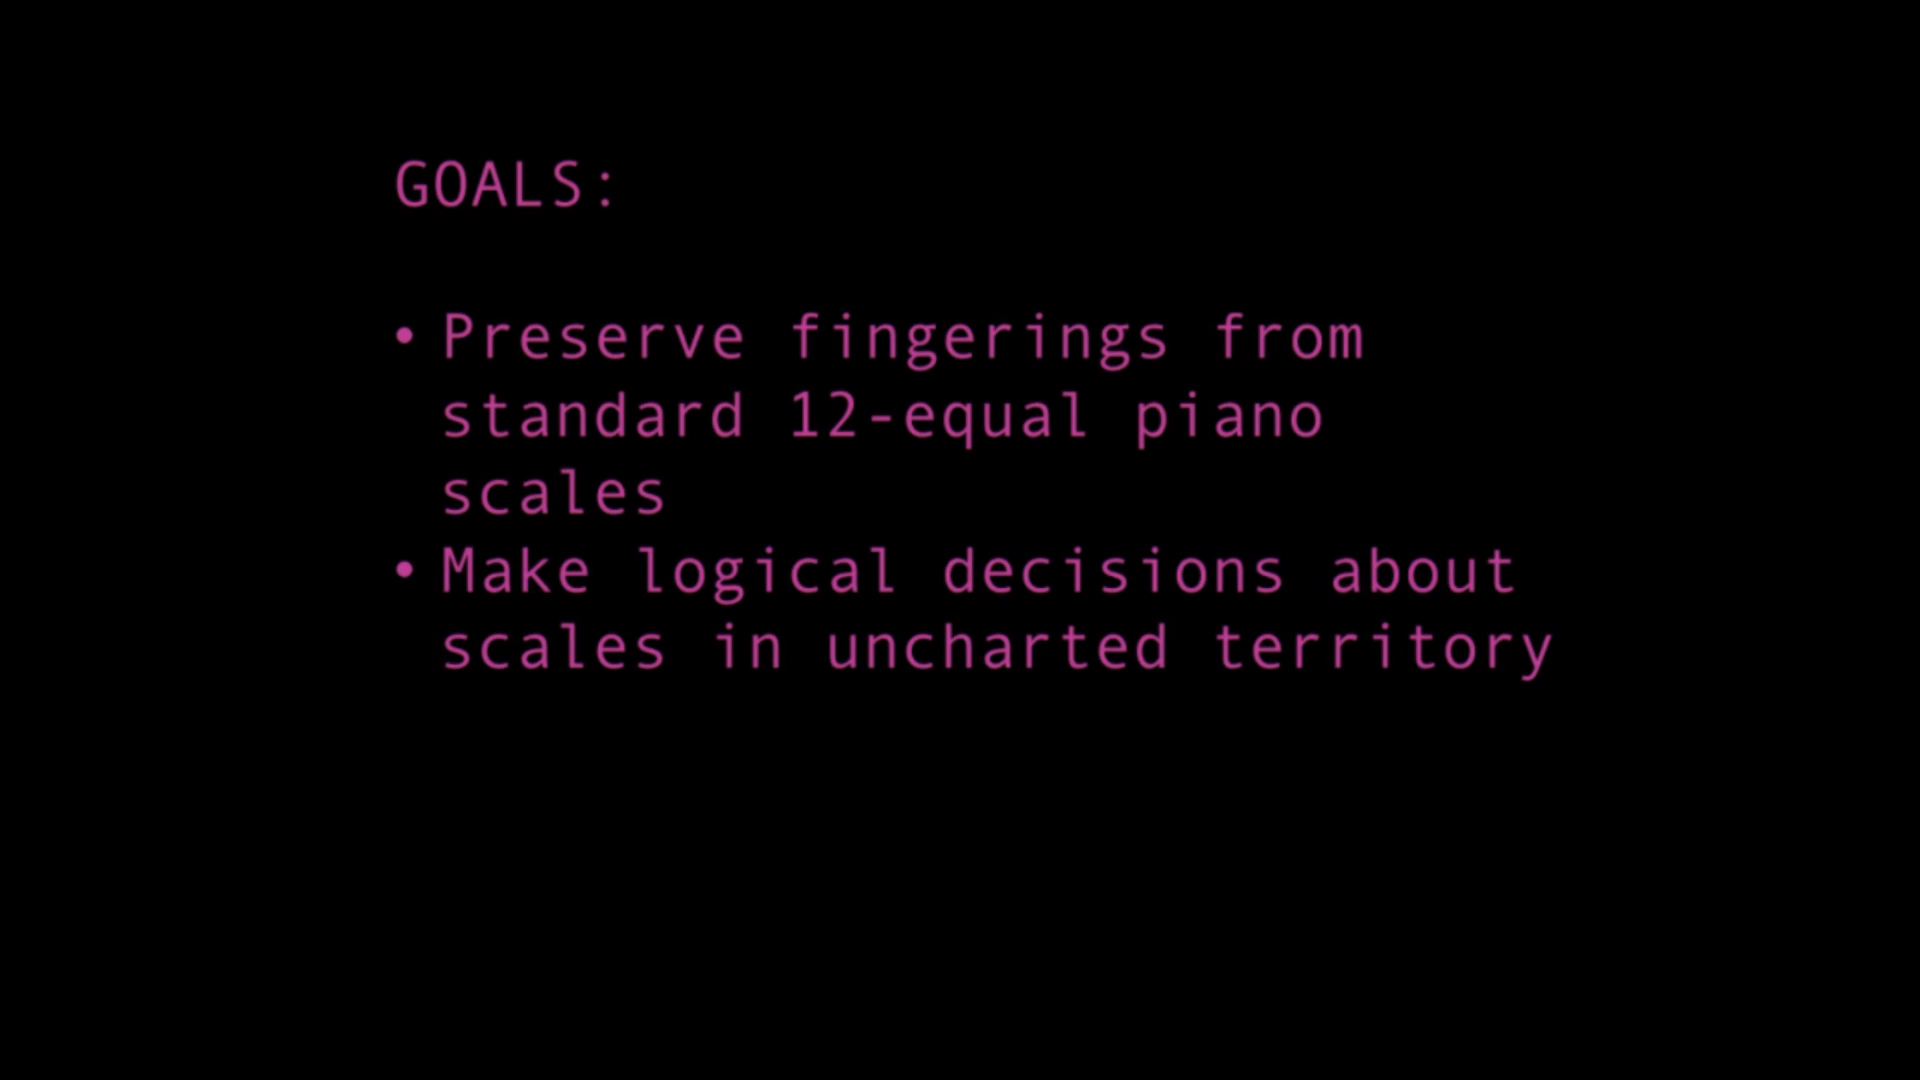 GOALS:
• Preserve fingerings from
standard 12-equal piano
scales
• Make logical decisions about
scales in uncharted territory